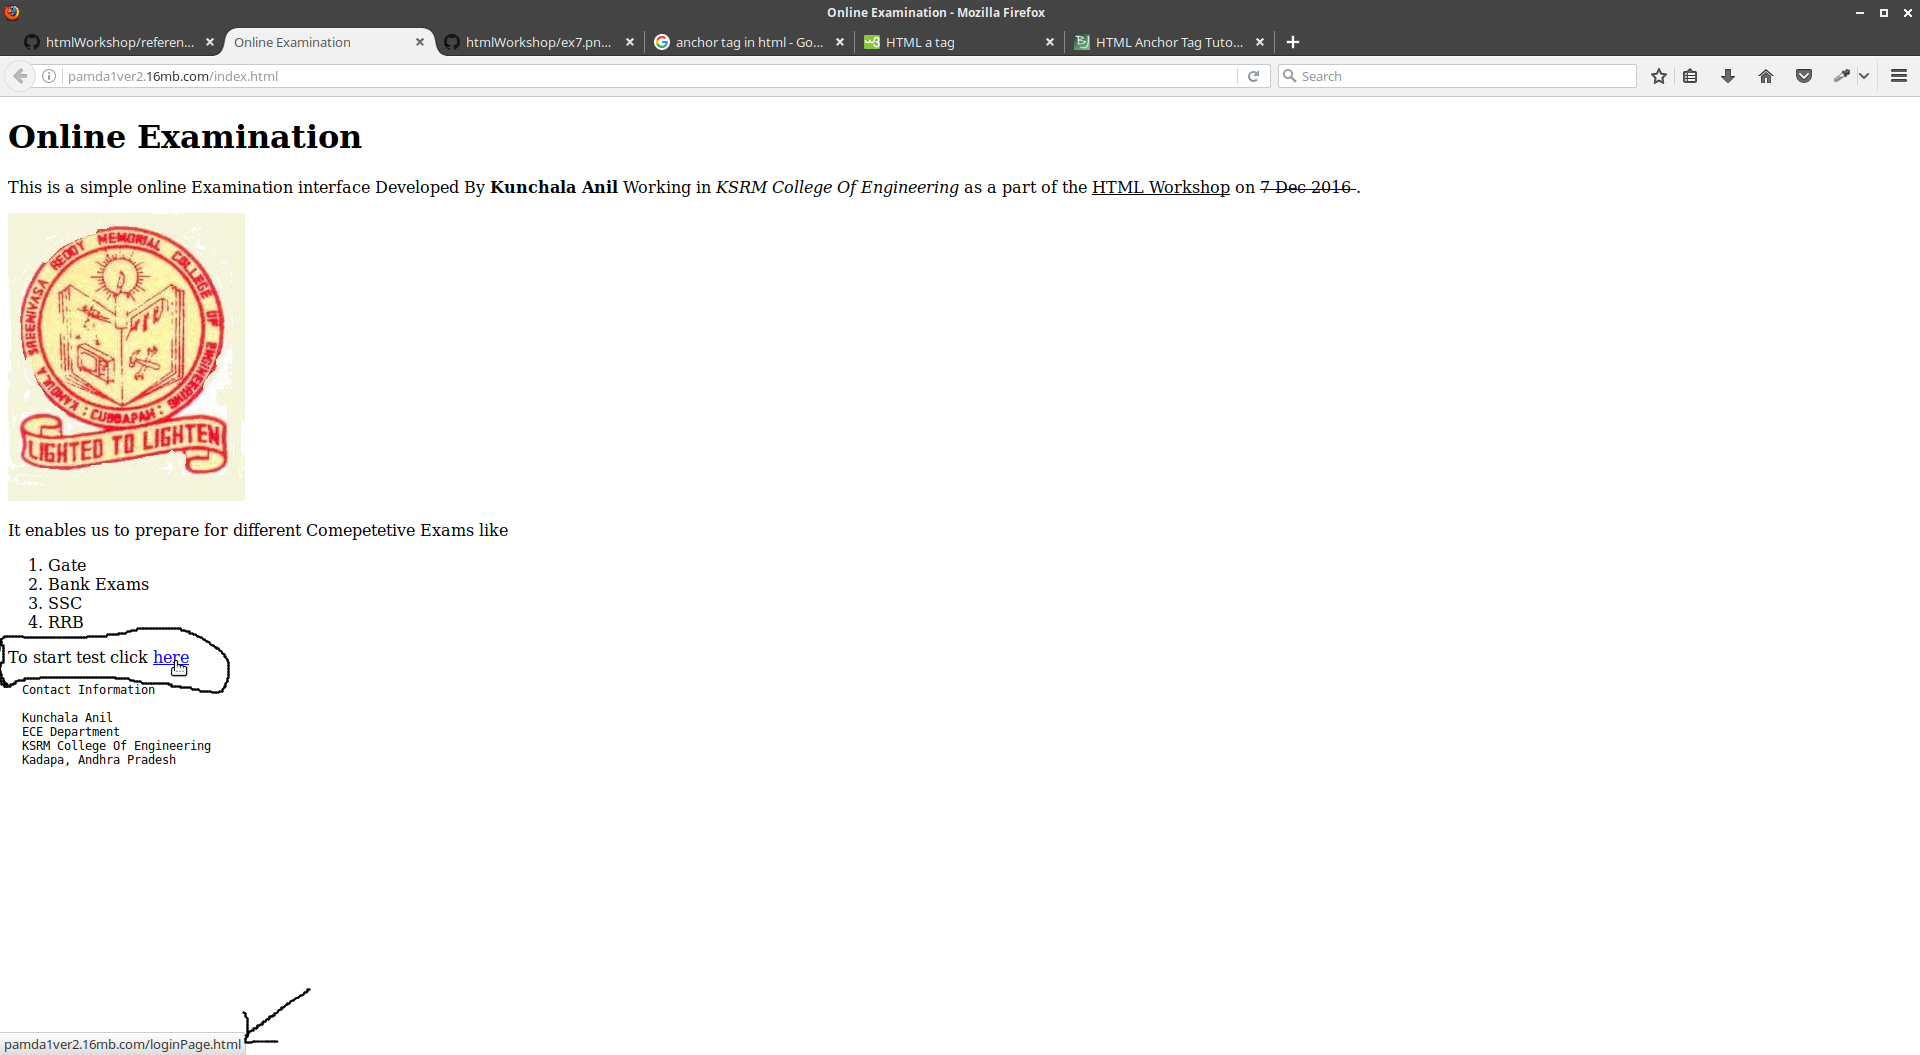 Online Examination - Mozilla Firefox
htmlWorkshop/referen...
Online Examination
htmlWorkshop/ex7.pn...
anchor tag in html - Go...
HTML a tag
HTML Anchor Tag Tuto...
pamda1ver2.16mb.com/index.html
Search
Online Examination
This is a simple online Examination interface Developed By Kunchala Anil Working in KSRM College Of Engineering as a part of the HTML Workshop on 7 Dec 2016 .
KANDULA SREENIVASA REDDY MEMORIAL COLLEGE OF ENGINEERING
: CUDDAPAH :
LIGHTED TO LIGHTEN
It enables us to prepare for different Comepetetive Exams like
1. Gate
2. Bank Exams
3. SSC
4. RRB
To start test click here
Contact Information
Kunchala Anil
ECE Department
KSRM College Of Engineering
Kadapa, Andhra Pradesh
pamda1ver2.16mb.com/loginPage.html